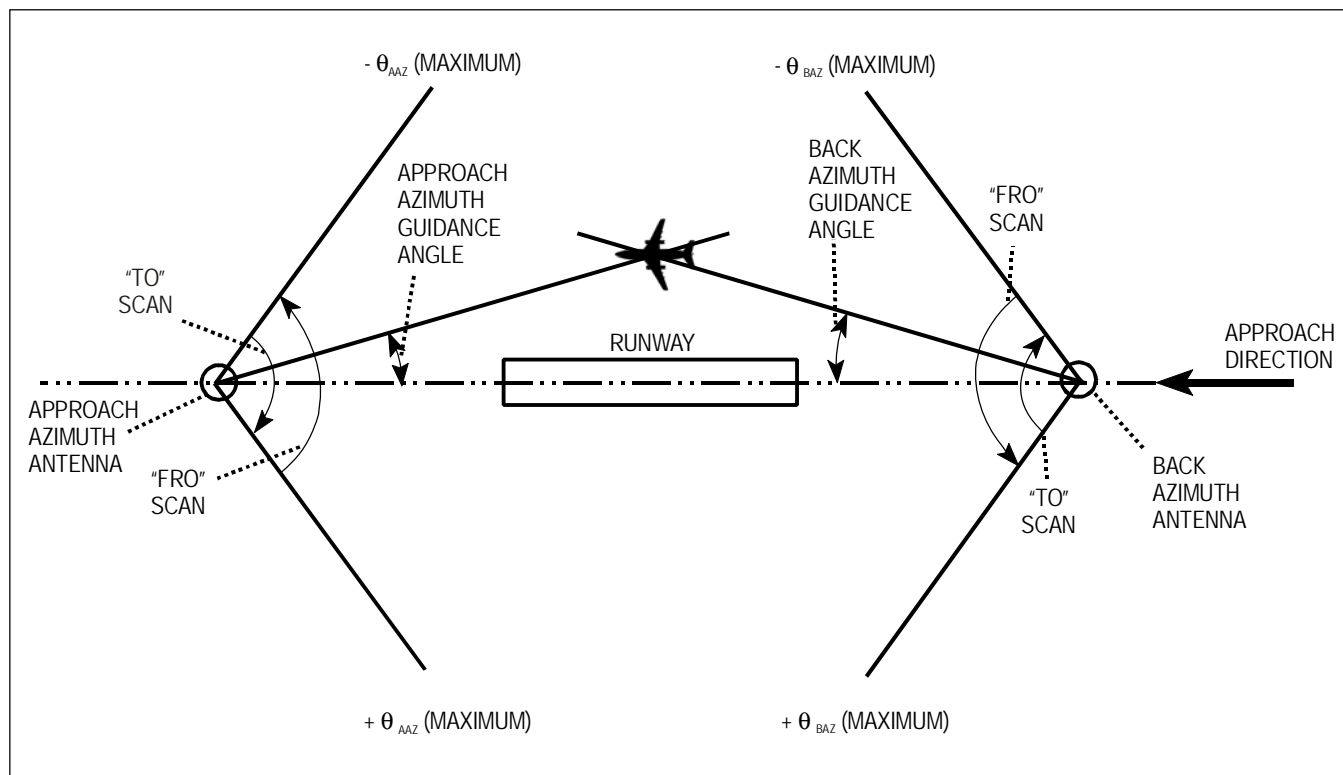 - θAAZ (MAXIMUM)
- θBAZ (MAXIMUM)
APPROACH
AZIMUTH
GUIDANCE
ANGLE
BACK
AZIMUTH
GUIDANCE
ANGLE
“FRO”
SCAN
“TO”
SCAN
RUNWAY
APPROACH
DIRECTION
APPROACH
AZIMUTH
ANTENNA
“FRO”
SCAN
“TO”
SCAN
BACK
AZIMUTH
ANTENNA
+ θAAZ (MAXIMUM)
+ θBAZ (MAXIMUM)